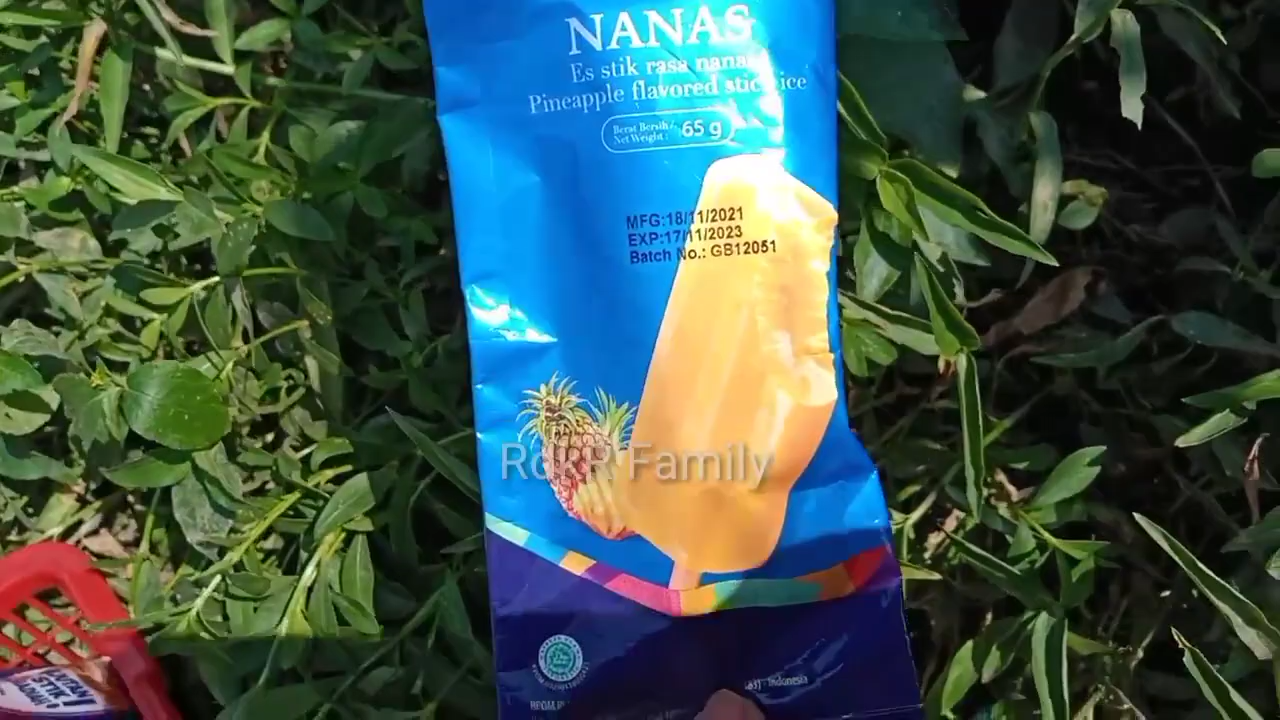 NANAS
Es stik rasa nanas
Pineapple flavored stick ice
Berat Bersih /
Net Weight :
65 g
MFG:18/11/2021
EXP:17/11/2023
Batch No.: GB12051
RdkR Family
Indonesia